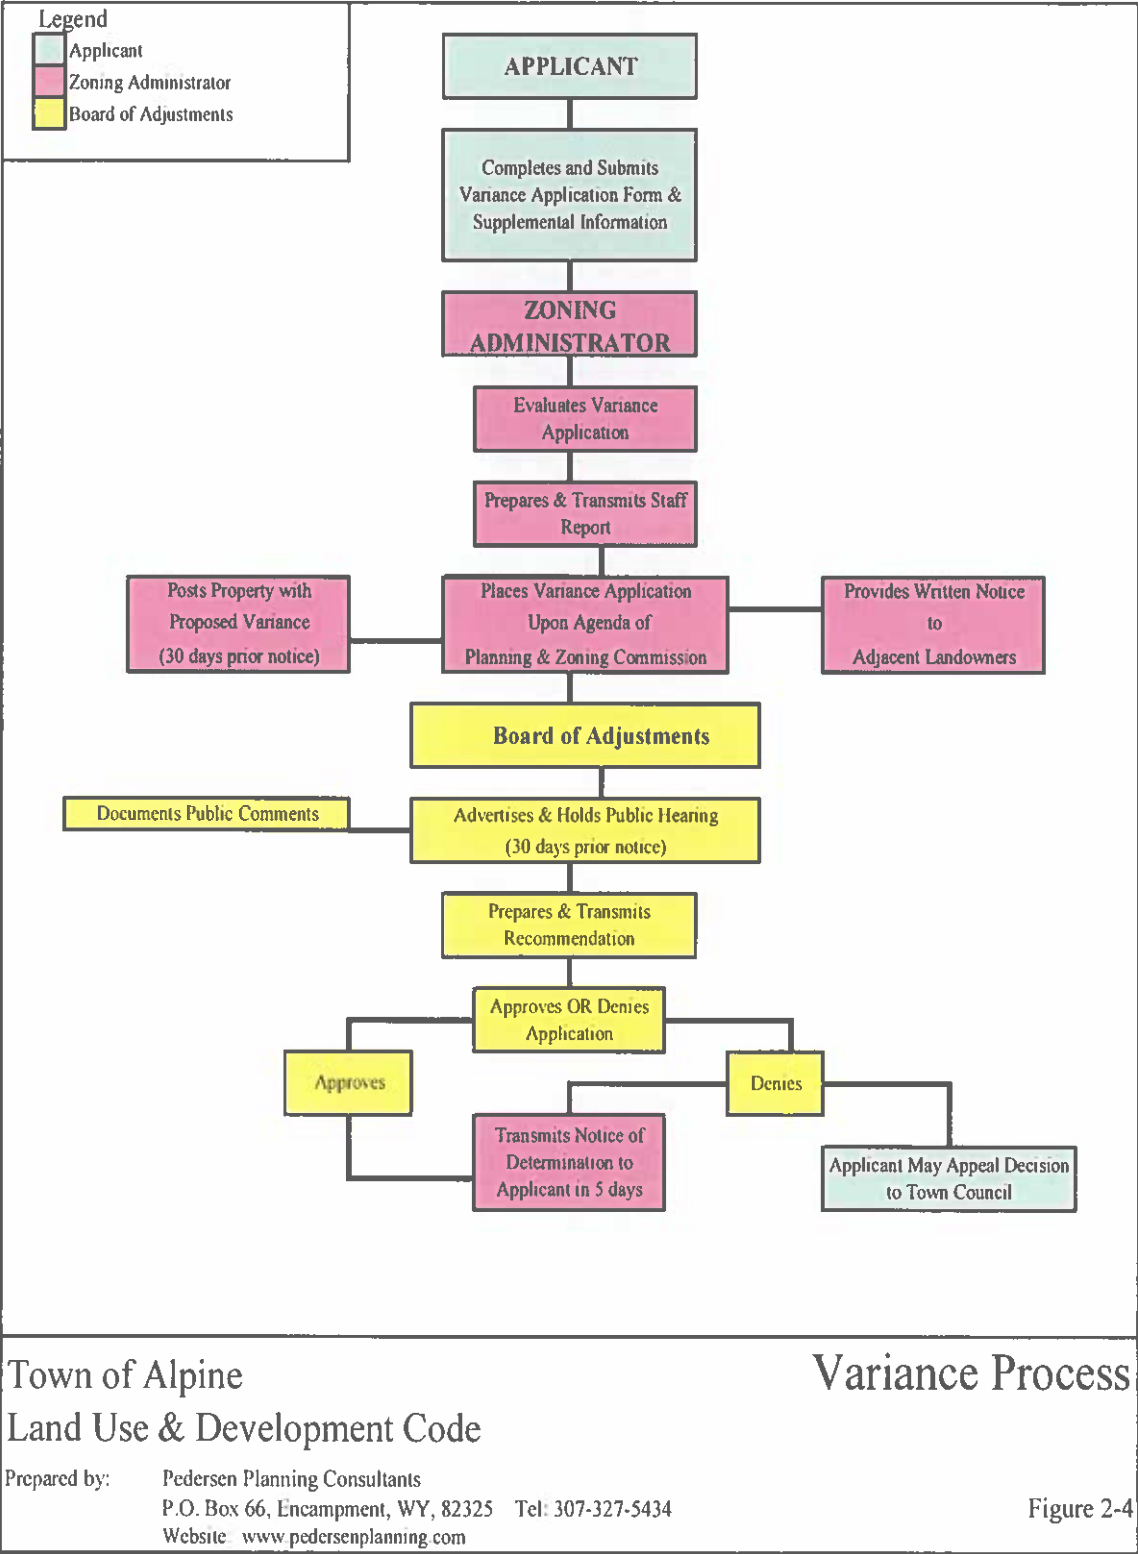 Legend
Applicant
Zoning Administrator
Board of Adjustments
APPLICANT
Completes and Submits
Variance Application Form &
Supplemental Information
ZONING
ADMINISTRATOR
Evaluates Variance
Application
Prepares & Transmits Staff
Report
Posts Property with
Proposed Variance
(30 days prior notice)
Places Variance Application
Upon Agenda of
Planning & Zoning Commission
Provides Written Notice
to
Adjacent Landowners
Board of Adjustments
Documents Public Comments
Advertises & Holds Public Hearing
(30 days prior notice)
Prepares & Transmits
Recommendation
Approves OR Denies
Application
Approves
Denies
Transmits Notice of
Determination to
Applicant in 5 days
Applicant May Appeal Decision
to Town Council
Town of Alpine
Land Use & Development Code
Variance Process
Prepared by: Pedersen Planning Consultants
P.O. Box 66, Encampment, WY, 82325 Tel: 307-327-5434
Website www.pedersenplanning.com
Figure 2-4